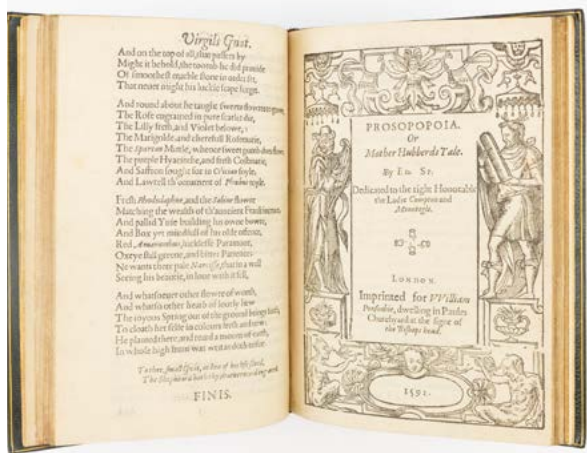 Virgils Gnat.
And on the top of all, that passers by
Might it behold, the toomb he did provide
Of smoothest marble stone in order set,
That never might his luckie scape forget.
And round about he taught sweete flowres to growe,
The Rose engrained in pure scarlet die,
The Lilly fresh, and Violet belowe,
The Marigolde, and cherefull Rosemarie,
The Spartan Mirtle, whence sweet gumb does flowe,
The purple Hyacinthe, and fresh Costmarie,
And Saffron sought for in Cilician soyle,
And Lawrell th'ornament of Phœbus toyle.
Fresh Rhododaphne, and the Sabine flowre
Matching the wealth of th'auncient Frankincence,
And pallid Yvie building his owne bowre,
And Box yet mindfull of his olde offence,
Red Amaranthus, lucklesse Paramour,
Oxeye still greene, and bitter Patience;
Ne wants there pale Narcisse, that in a well
Seeing his beautie, in love with it fell,
And whatsoever other flowre of worth,
And whatso other hearb of lovely hew
The ioyous Spring out of the ground brings forth,
To cloath her selfe in colours fresh and new;
He planted there, and reard a mount of earth,
In whose high front was writ as doth ensue.
To thee, small Gnat, in lieu of his life saved,
The Shepheard hath thy deaths record engraved.
FINIS.
PROSOPOPOIA.
Or
Mother Hubberds Tale.
By ED. SP.
Dedicated to the right Honorable
the Ladie Compton and
Mountegle.
LONDON.
Imprinted for VVilliam
Ponsonbie, dwelling in Paules
Churchyard at the signe of
the Bishops head.
1591.